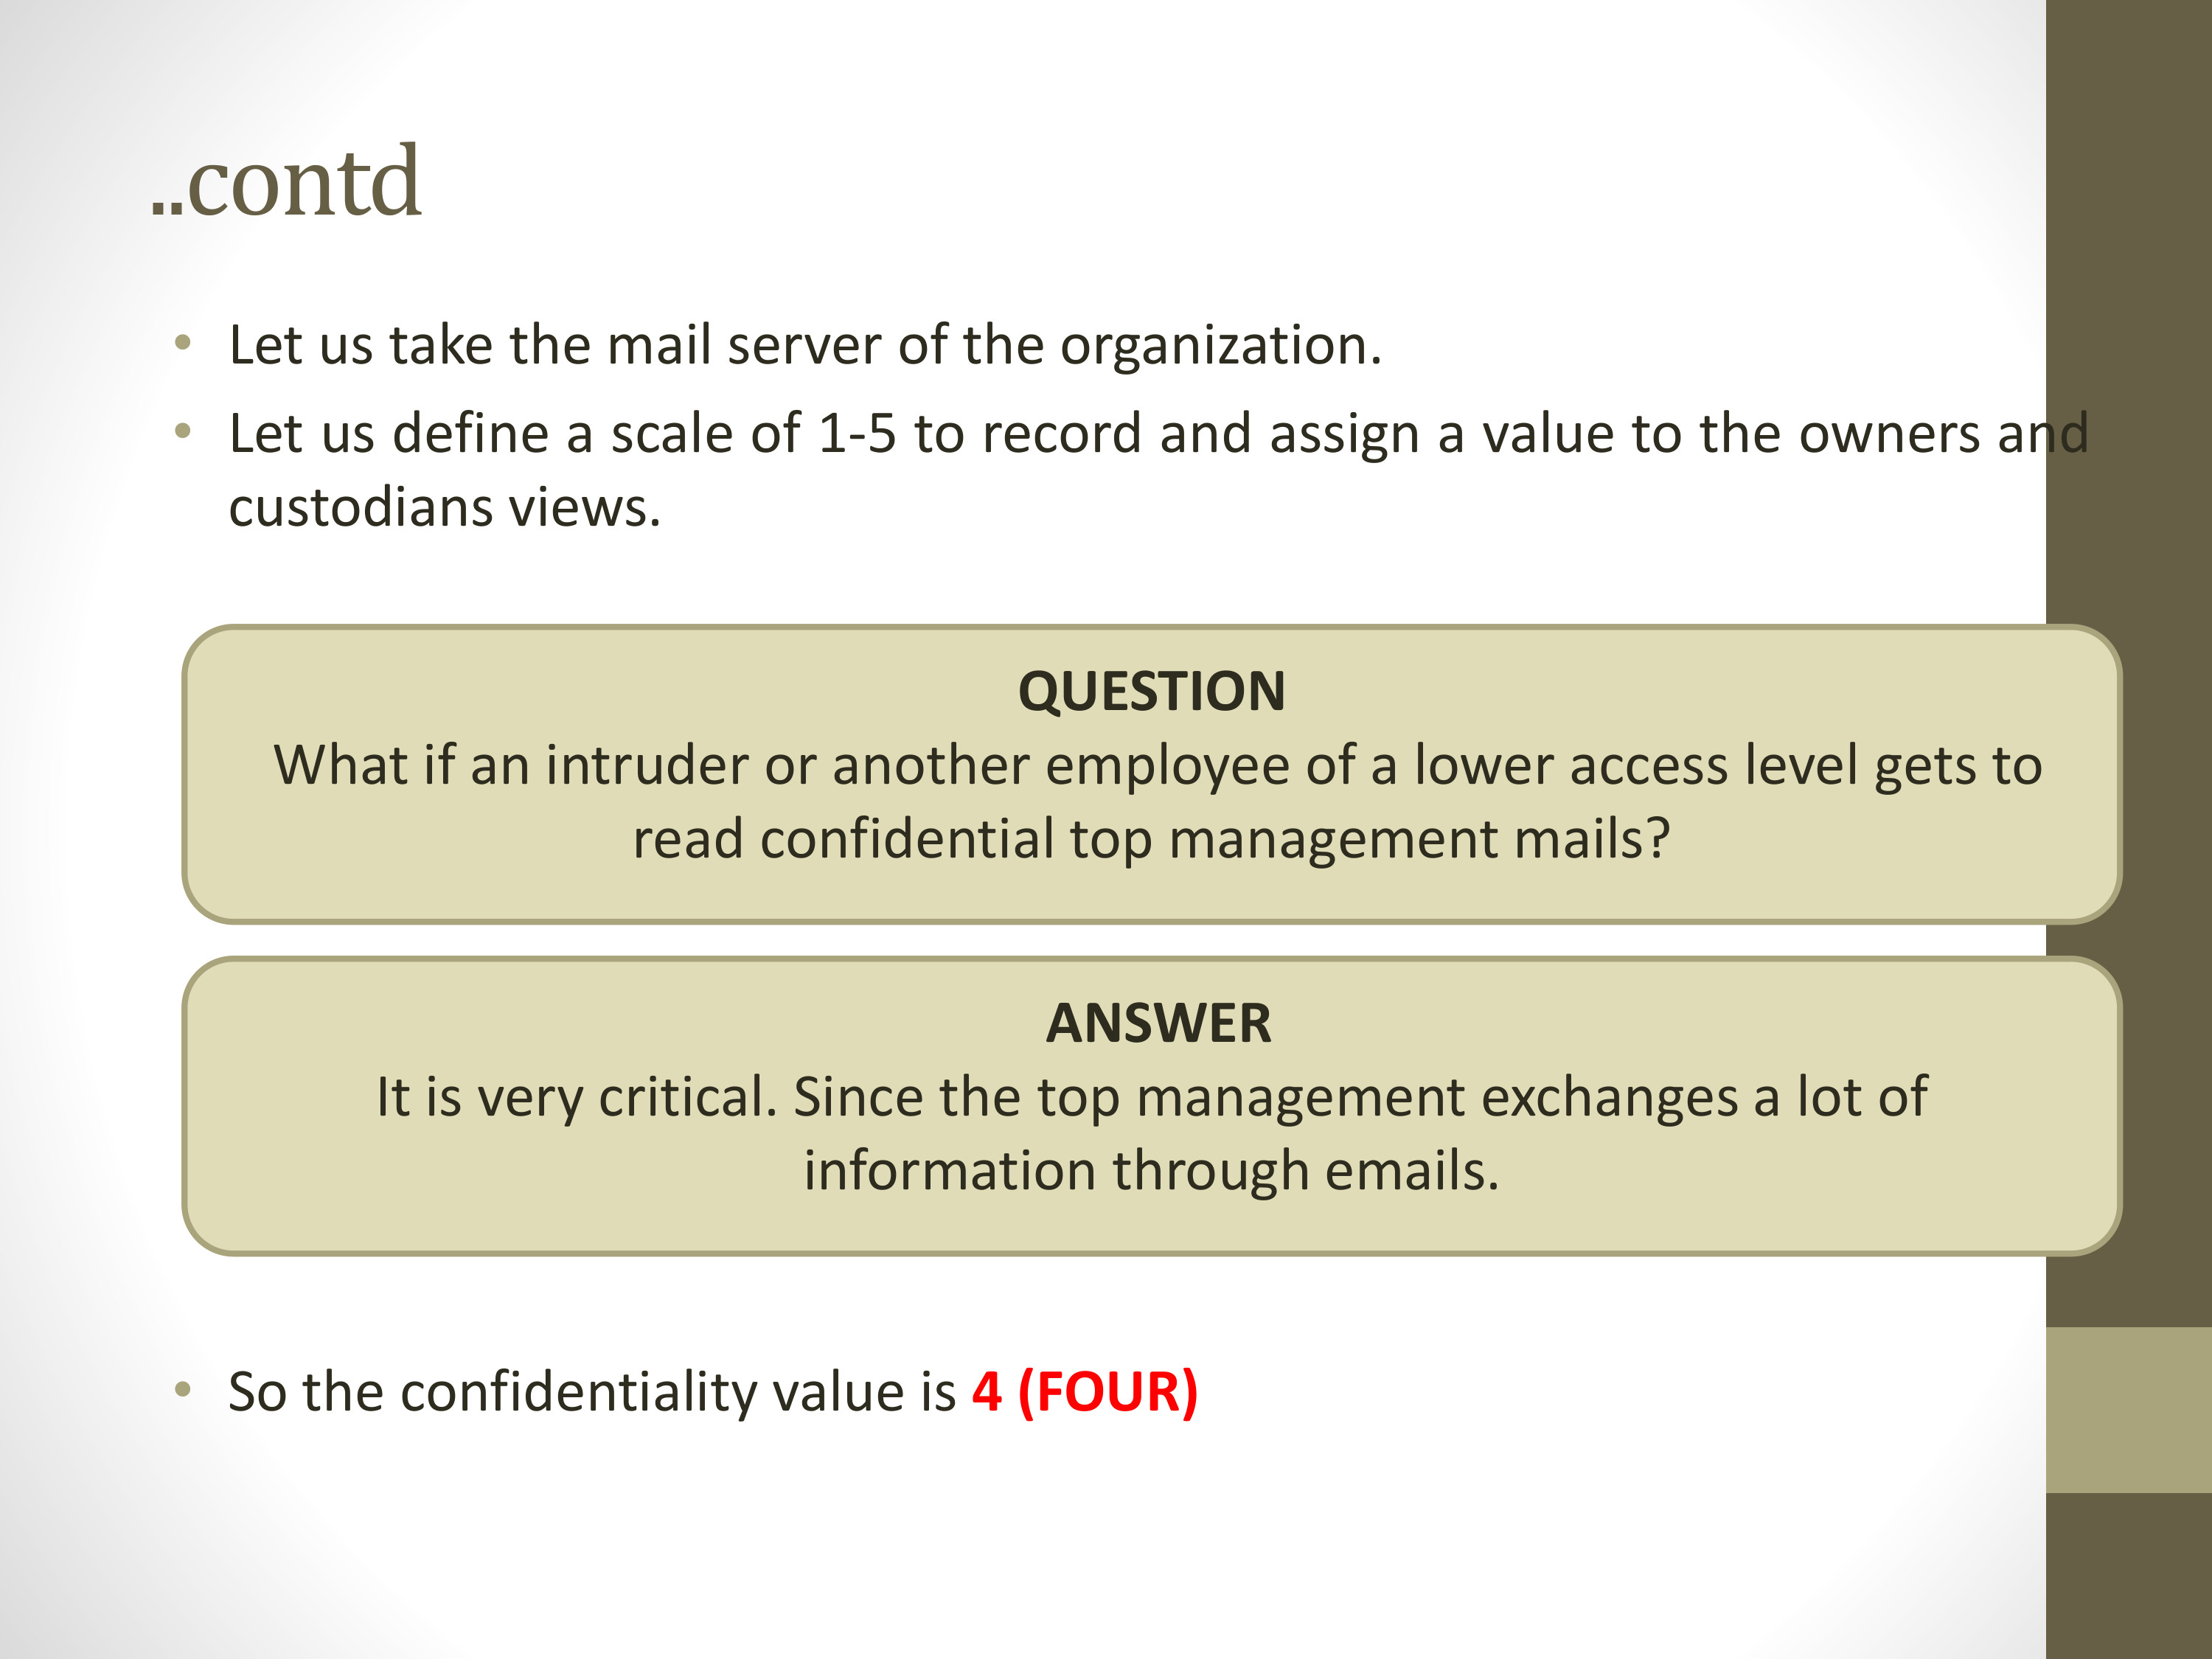 ..contd
• Let us take the mail server of the organization.
• Let us define a scale of 1-5 to record and assign a value to the owners and
custodians views.
QUESTION
What if an intruder or another employee of a lower access level gets to
read confidential top management mails?
ANSWER
It is very critical. Since the top management exchanges a lot of
information through emails.
• So the confidentiality value is 4 (FOUR)